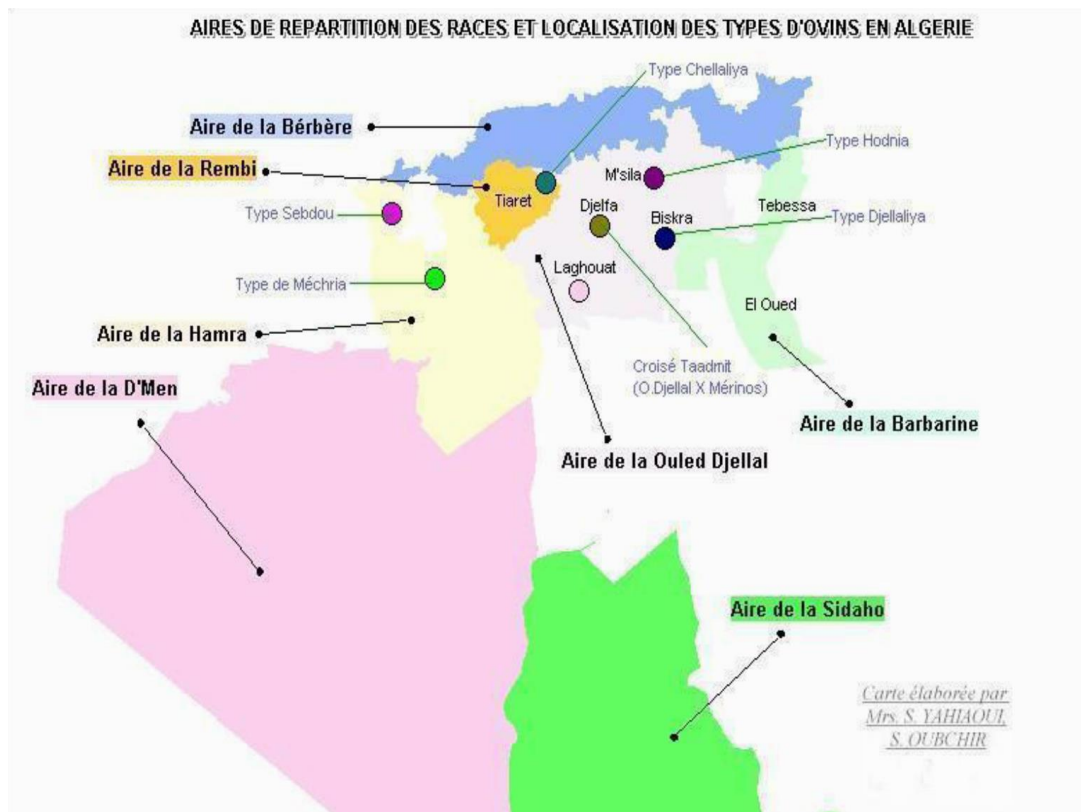 AIRES DE REPARTITION DES RACES ET LOCALISATION DES TYPES D'OVINS EN ALGERIE
Type Chellaliya
Aire de la Bérbère
Type Hodnia
Aire de la Rembi
M'sila
Tiaret
Djelfa
Tebessa
Type Sebdou
Biskra
Type Djellaliya
Laghouat
Type de Méchria
El Oued
Aire de la Hamra
Croisé Taadmit
(O.Djellal X Mérinos)
Aire de la D'Men
Aire de la Barbarine
Aire de la Ouled Djellal
Aire de la Sidaho
Carte élaborée par
Mrs. S. YAHIAOUI,
S. OUBCHIR